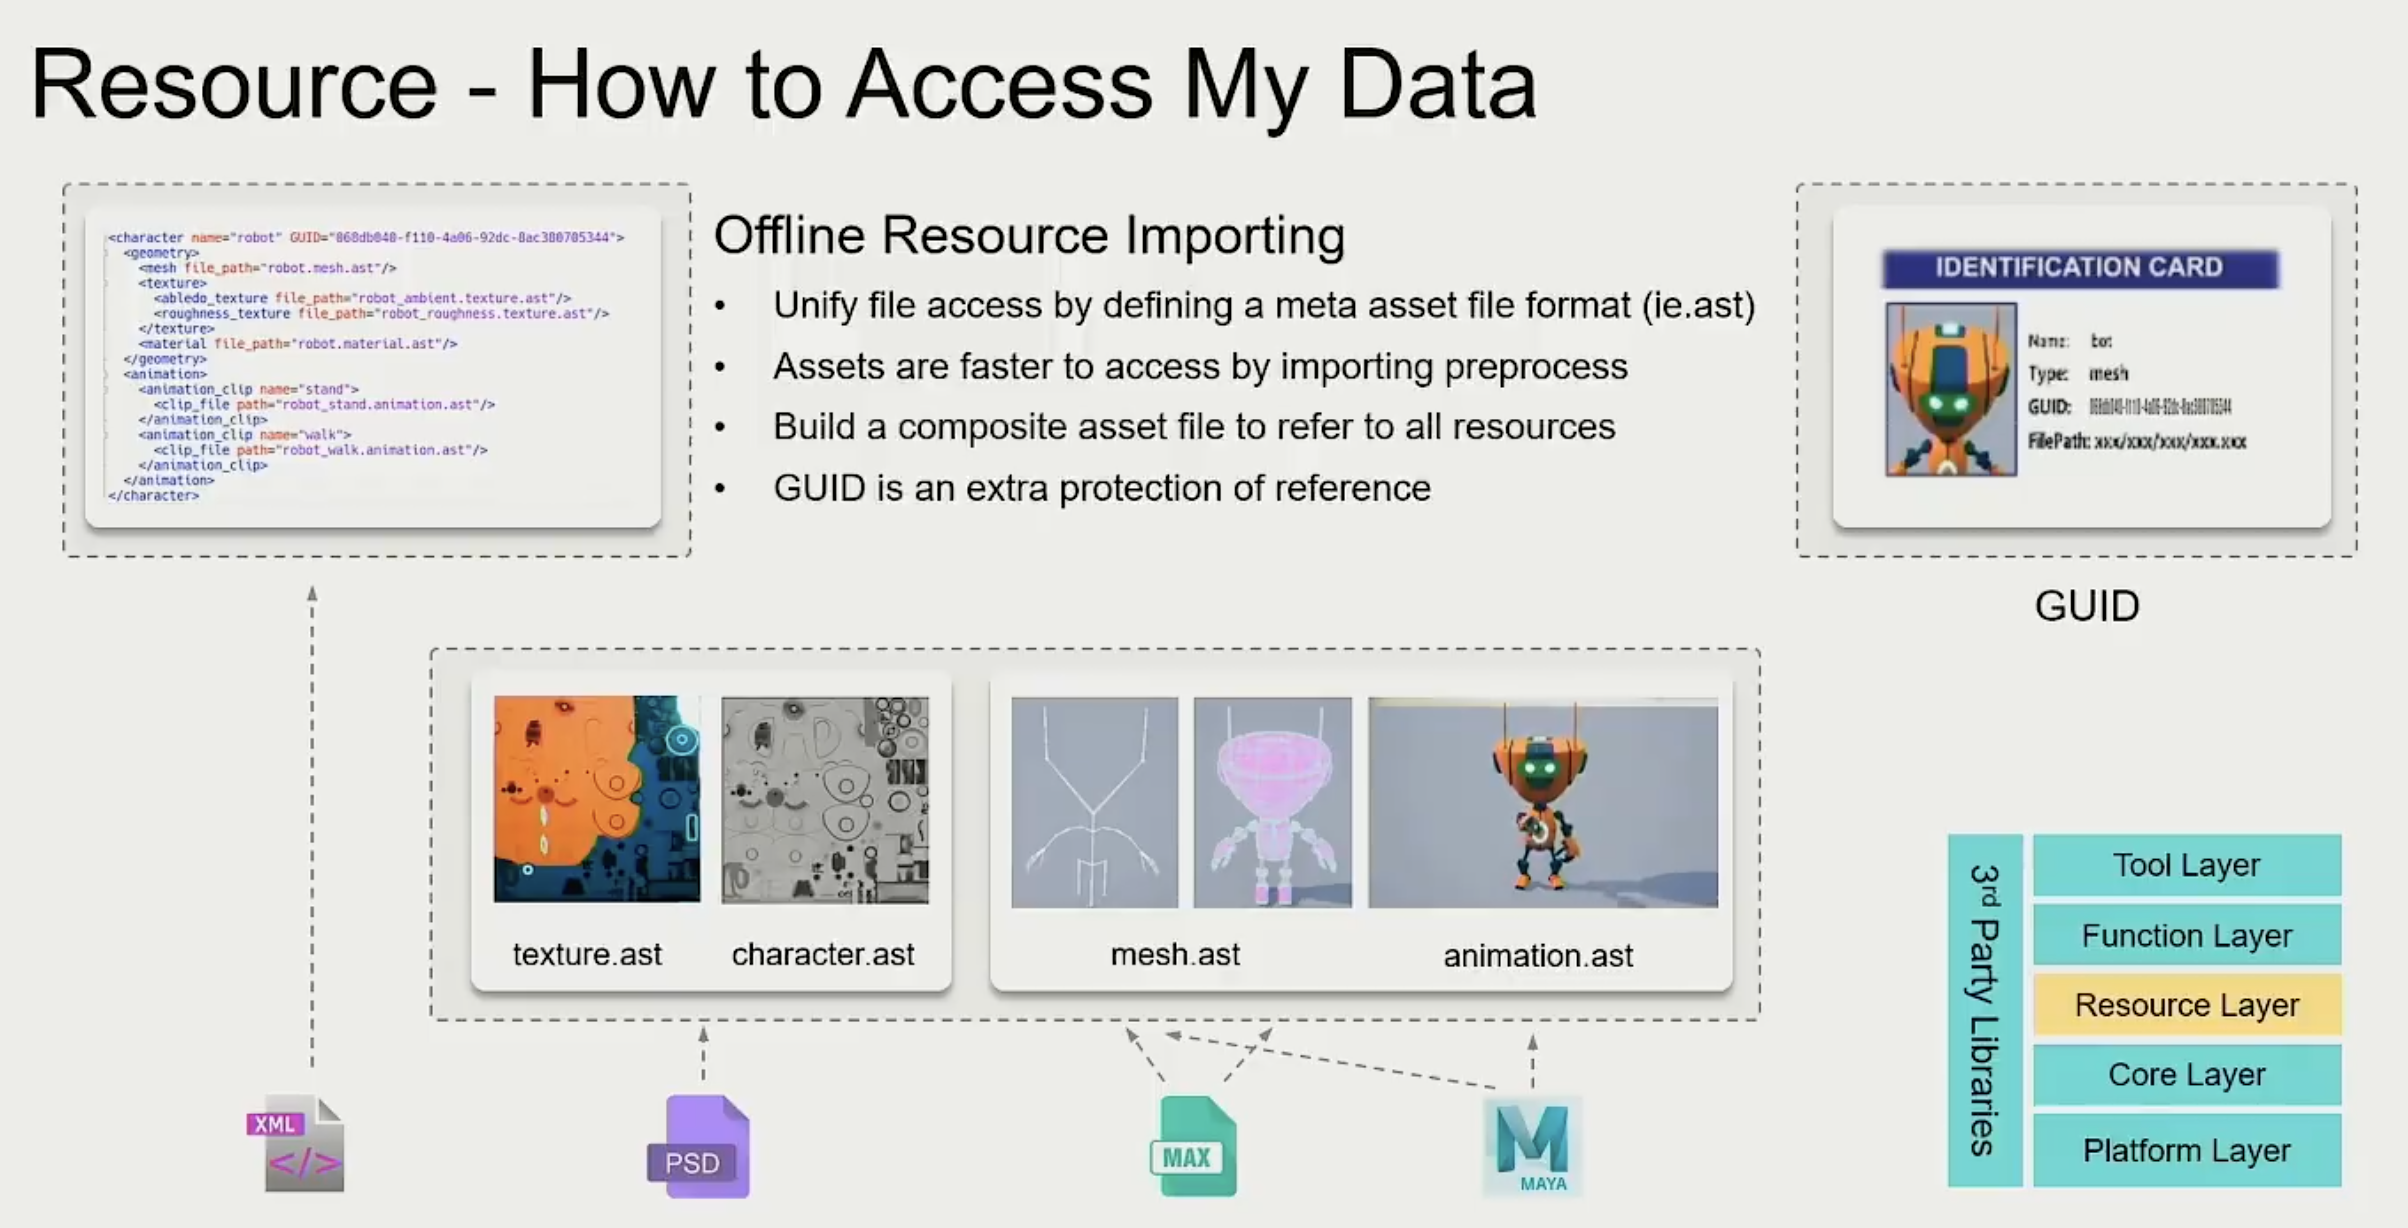 Resource - How to Access My Data
<character name="robot" GUID="868db040-f110-4a06-92dc-8ac380705344">
<geometry>
<mesh file_path="robot.mesh.ast"/>
<texture>
<abledo_texture file_path="robot_ambient.texture.ast"/>
<roughness_texture file_path="robot_roughness.texture.ast"/>
</texture>
<material file_path="robot.material.ast"/>
</geometry>
<animation>
<animation_clip name="stand">
<clip_file path="robot_stand.animation.ast"/>
</animation_clip>
<animation_clip name="walk">
<clip_file path="robot_walk.animation.ast"/>
</animation_clip>
</animation>
</character>
Offline Resource Importing
• Unify file access by defining a meta asset file format (ie.ast)
• Assets are faster to access by importing preprocess
• Build a composite asset file to refer to all resources
• GUID is an extra protection of reference
IDENTIFICATION CARD
Name: bot
Type: mesh
GUID: 868db040-f110-4a06-92dc-8ac380705344
FilePath: xxx/xxx/xxx/xxx.xxx
GUID
texture.ast
character.ast
mesh.ast
animation.ast
XML
</>
PSD
MAX
M
MAYA
3rd Party Libraries
Tool Layer
Function Layer
Resource Layer
Core Layer
Platform Layer